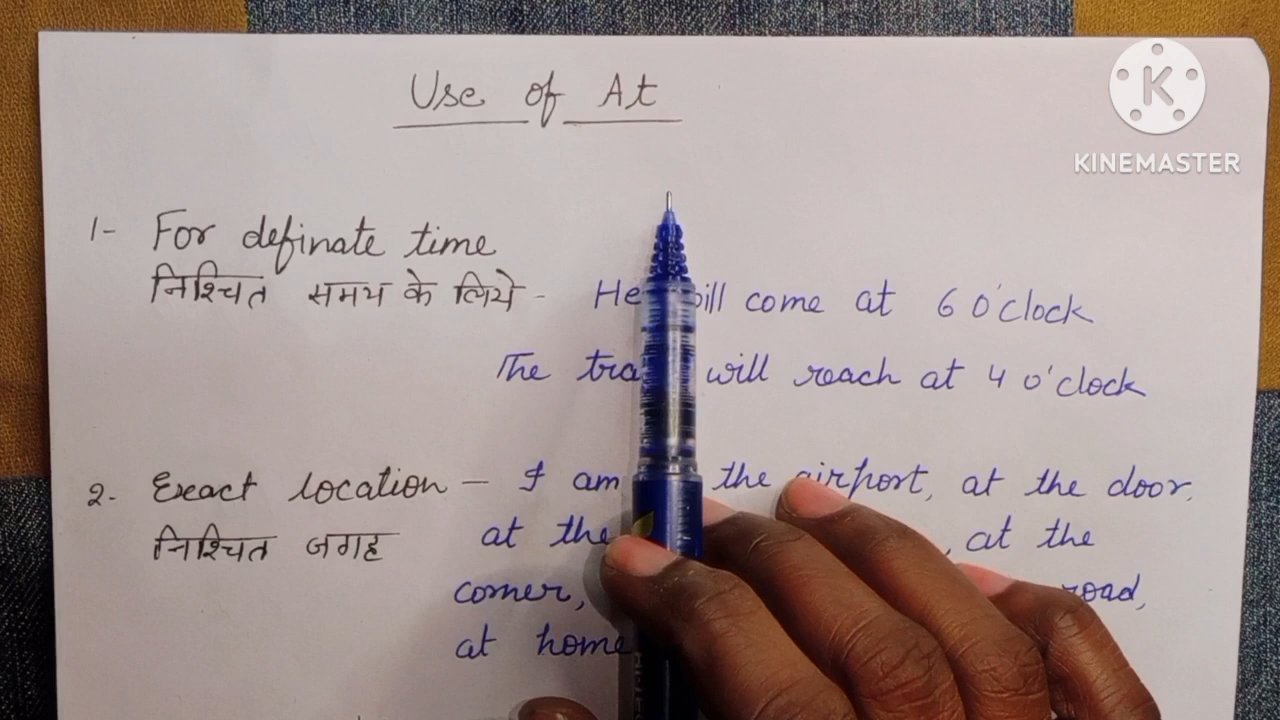 Use of At
K
KINEMASTER
1- For definate time
निश्चित समय के लिये - He will come at 6 o'clock
The train will reach at 4 o'clock
2- Exact location - I am the airport, at the door,
निश्चित जगह at the , at the
corner, road,
at home